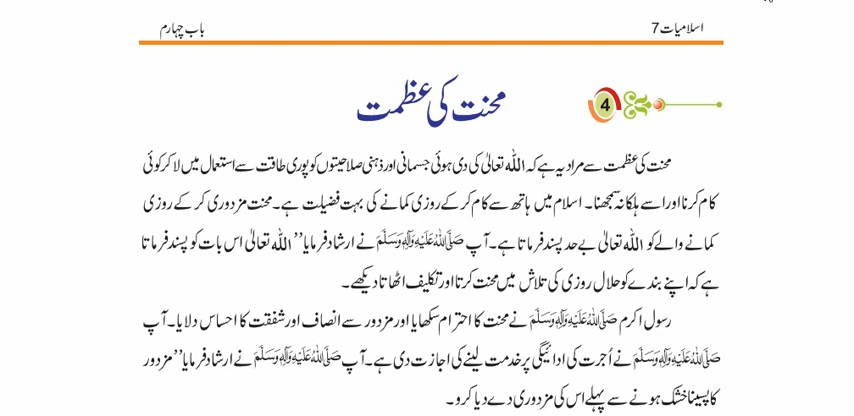 اسلامیات 7
باب چہارم
4
محنت کی عظمت
محنت کی عظمت سے مراد یہ ہے کہ اللہ تعالیٰ کی دی ہوئی جسمانی اور ذہنی صلاحیتوں کو پوری طاقت سے استعمال میں لا کر کوئی
کام کرنا اور اسے ہلکا نہ سمجھنا۔ اسلام میں ہاتھ سے کام کر کے روزی کمانے کی بہت فضیلت ہے۔ محنت مزدوری کر کے روزی
کمانے والے کو اللہ تعالیٰ بے حد پسند فرماتا ہے۔ آپ صَلَّی اللہُ عَلَیْہِ وَآلِہٖ وَسَلَّمَ نے ارشاد فرمایا ’’اللہ تعالیٰ اس بات کو پسند فرماتا
ہے کہ اپنے بندے کو حلال روزی کی تلاش میں محنت کرتا اور تکلیف اٹھاتا دیکھے۔
رسول اکرم صَلَّی اللہُ عَلَیْہِ وَآلِہٖ وَسَلَّمَ نے محنت کا احترام سکھایا اور مزدور سے انصاف اور شفقت کا احساس دلایا۔ آپ
صَلَّی اللہُ عَلَیْہِ وَآلِہٖ وَسَلَّمَ نے اُجرت کی ادائیگی پر خدمت لینے کی اجازت دی ہے۔ آپ صَلَّی اللہُ عَلَیْہِ وَآلِہٖ وَسَلَّمَ نے ارشاد فرمایا ’’مزدور
کا پسینا خشک ہونے سے پہلے اس کی مزدوری دے دیا کرو۔